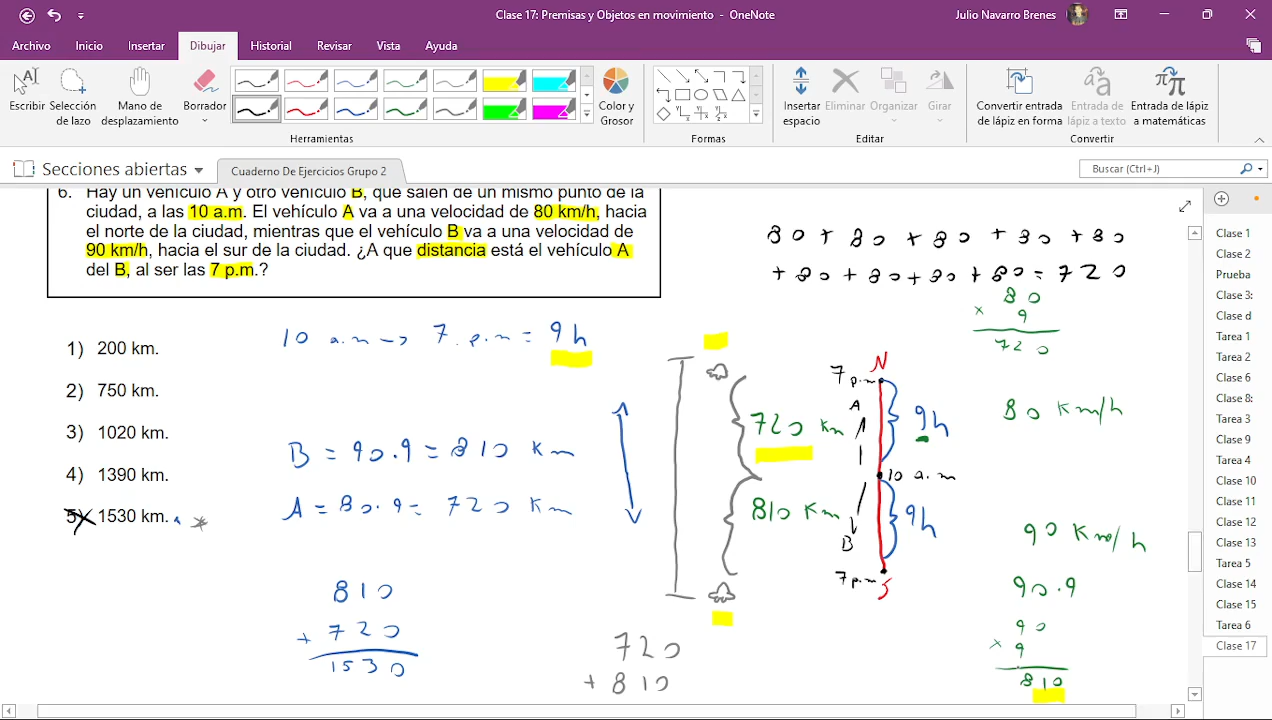 Clase 17: Premisas y Objetos en movimiento - OneNote
Julio Navarro Brenes
Archivo Inicio Insertar Dibujar Historial Revisar Vista Ayuda
Escribir
Selección de lazo
Mano de desplazamiento
Borrador
Color y Grosor
Insertar espacio
Eliminar
Organizar
Girar
Convertir entrada de lápiz en forma
Entrada de lápiz a texto
Entrada de lápiz a matemáticas
Herramientas
Formas
Editar
Convertir
Secciones abiertas
Cuaderno De Ejercicios Grupo 2
Buscar (Ctrl+J)
6. Hay un vehículo A y otro vehículo B, que salen de un mismo punto de la
ciudad, a las 10 a.m. El vehículo A va a una velocidad de 80 km/h, hacia
el norte de la ciudad, mientras que el vehículo B va a una velocidad de
90 km/h, hacia el sur de la ciudad. ¿A que distancia está el vehículo A
del B, al ser las 7 p.m.?
1) 200 km.
2) 750 km.
3) 1020 km.
4) 1390 km.
5) 1530 km.
10 a.m -> 7 p.m = 9h
B = 90.9 = 810 km
A = 80.9 = 720 km
810
+ 720
1530
720 km
810 km
720
+ 810
N
7 p.m
A
9h
10 a.m
9h
B
7 p.m
S
80 + 80 + 80 + 80 + 80
+ 80 + 80 + 80 + 80 = 720
80
x 9
720
80 Km/h
90 Km/h
90.9
90
x 9
810
Clase 1
Clase 2
Prueba
Clase 3:
Clase d
Tarea 1
Tarea 2
Clase 6
Clase 8:
Tarea 3
Clase 9
Tarea 4
Clase 10
Clase 11
Clase 12
Clase 13
Tarea 5
Clase 14
Clase 15
Tarea 6
Clase 17